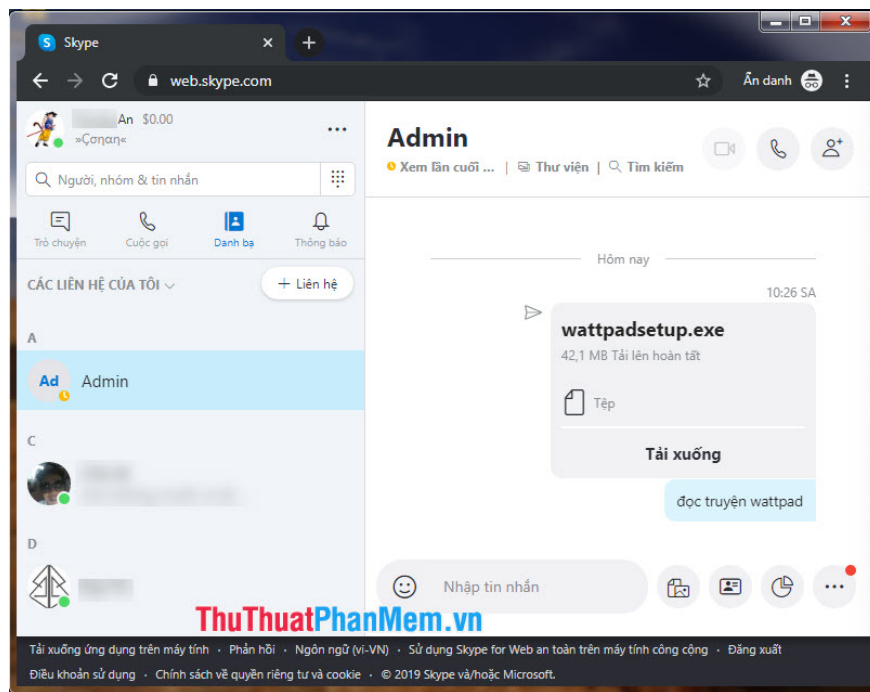 Skype
web.skype.com
Ẩn danh
An $0.00
»Çσηαη«
Người, nhóm & tin nhắn
Trò chuyện
Cuộc gọi
Danh bạ
Thông báo
CÁC LIÊN HỆ CỦA TÔI
+ Liên hệ
A
Ad
Admin
C
D
Admin
Xem lần cuối ... | Thư viện | Tìm kiếm
Hôm nay
10:26 SA
wattpadsetup.exe
42,1 MB Tải lên hoàn tất
Tệp
Tải xuống
đọc truyện wattpad
Nhập tin nhắn
ThuThuatPhanMem.vn
Tải xuống ứng dụng trên máy tính · Phản hồi · Ngôn ngữ (vi-VN) · Sử dụng Skype for Web an toàn trên máy tính công cộng · Đăng xuất
Điều khoản sử dụng · Chính sách về quyền riêng tư và cookie · © 2019 Skype và/hoặc Microsoft.